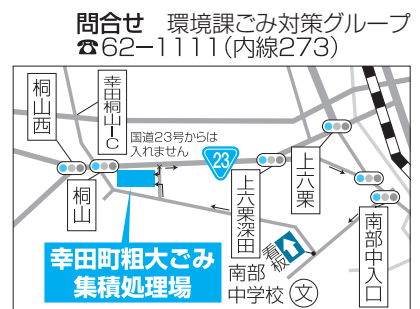 問合せ 環境課ごみ対策グループ
☎62−1111(内線273)
桐山西
幸田桐山IC
国道23号からは
入れません
23
上六栗
桐山
上六栗深田
南部中入口
看板
幸田町粗大ごみ
集積処理場
南部
中学校 文